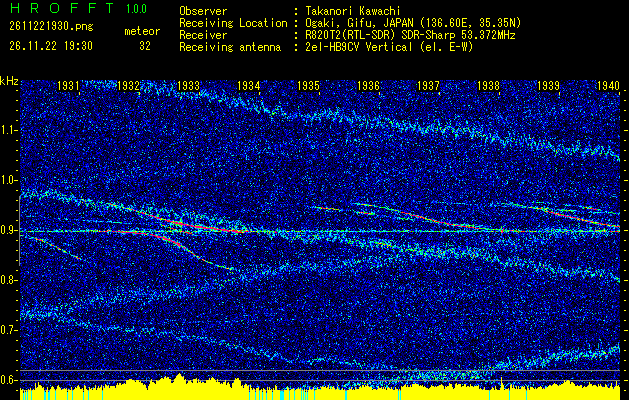 HROFFT 1.0.0
2611221930.png
26.11.22 19:30
meteor
32
Observer : Takanori Kawachi
Receiving Location : Ogaki, Gifu, JAPAN (136.60E, 35.35N)
Receiver : R820T2(RTL-SDR) SDR-Sharp 53.372MHz
Receiving antenna : 2el-HB9CV Vertical (el. E-W)
kHz
1931 1932 1933 1934 1935 1936 1937 1938 1939 1940
1.1
1.0
0.9
0.8
0.7
0.6